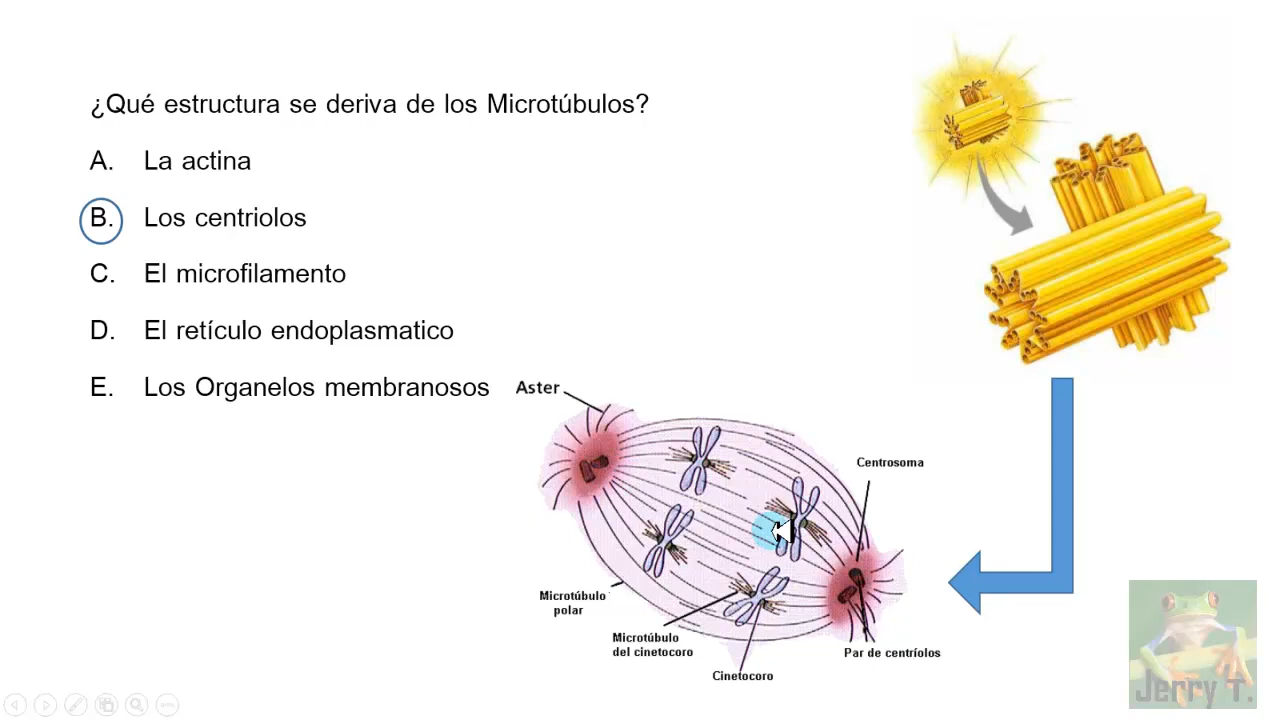 ¿Qué estructura se deriva de los Microtúbulos?
A. La actina
B. Los centriolos
C. El microfilamento
D. El retículo endoplasmatico
E. Los Organelos membranosos
Aster
Centrosoma
Microtúbulo
polar
Microtúbulo
del cinetocoro
Cinetocoro
Par de centríolos
Jerry T.